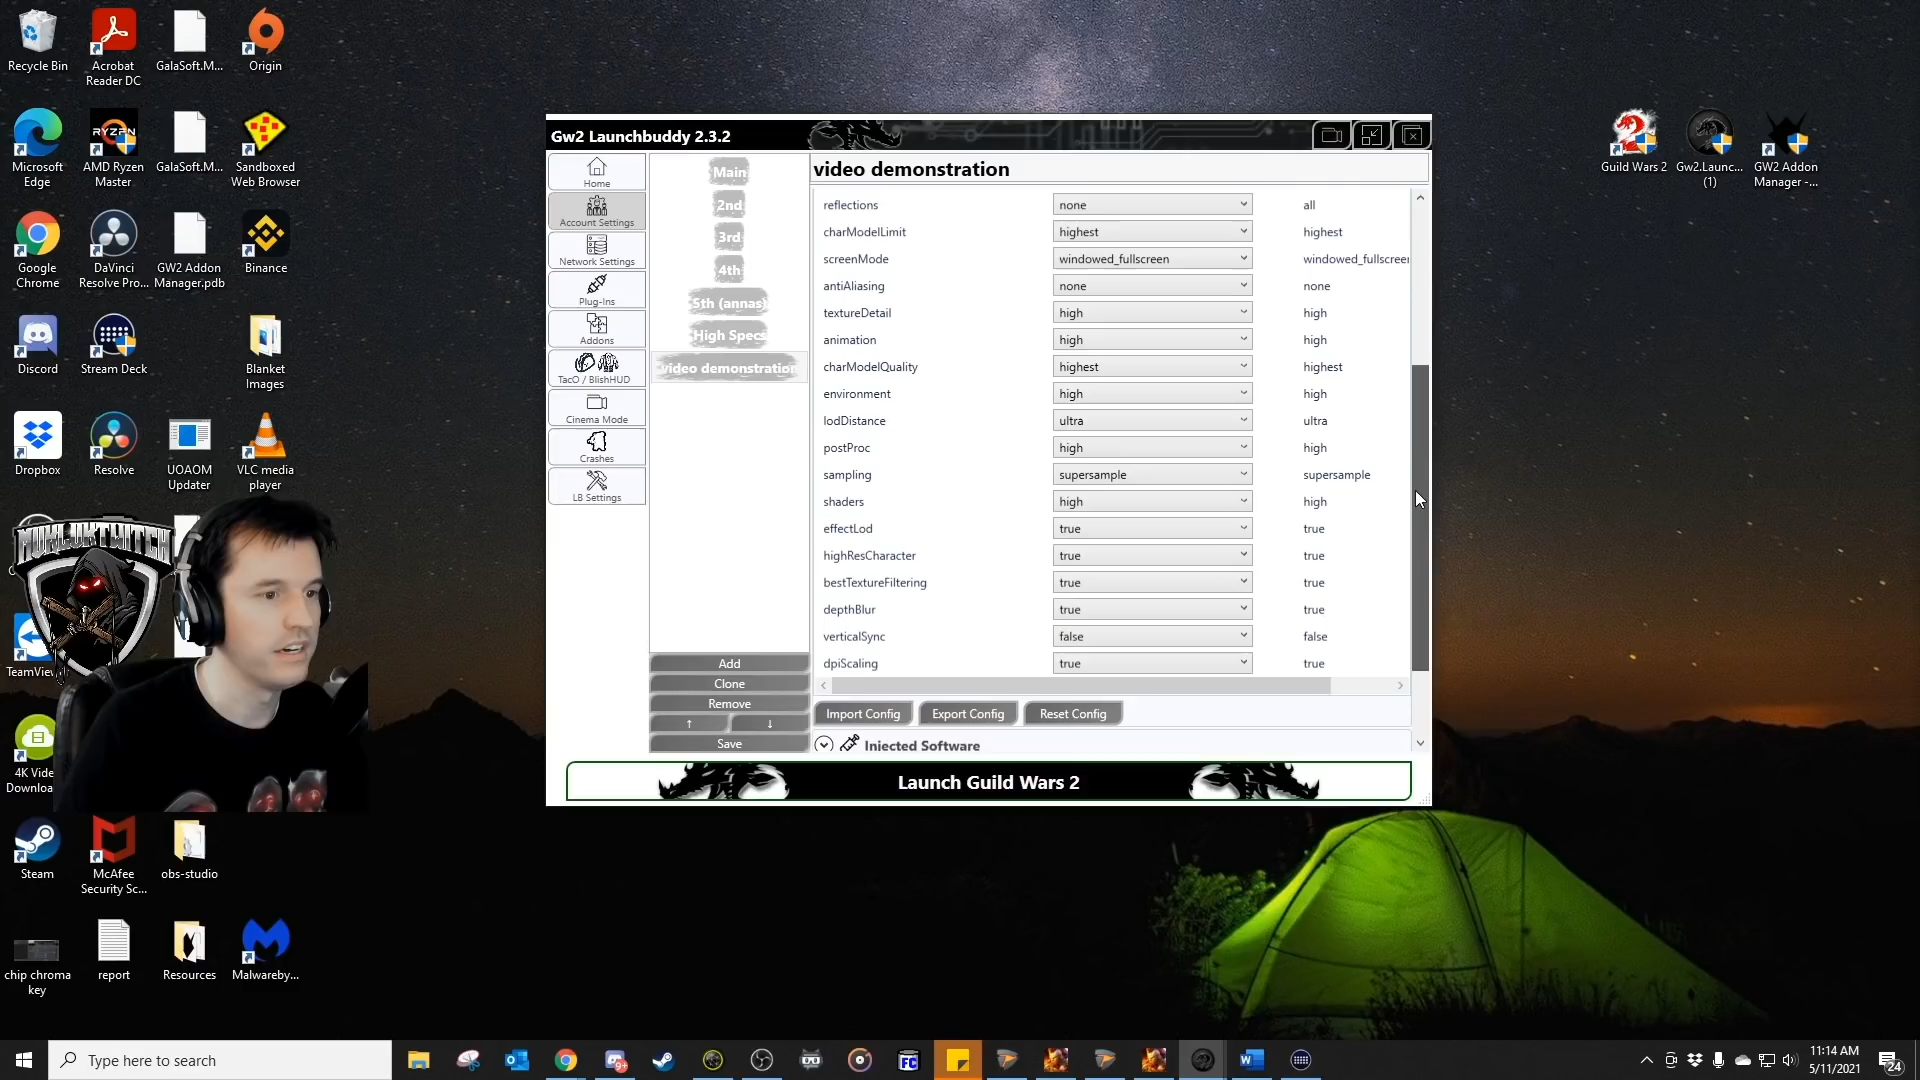 Recycle Bin
Acrobat
Reader DC
GalaSoft.M...
Origin
Microsoft
Edge
RYZEN
AMD Ryzen
Master
GalaSoft.M...
Sandboxed
Web Browser
Google
Chrome
DaVinci
Resolve Pro...
GW2 Addon
Manager.pdb
Binance
Discord
Stream Deck
Blanket
Images
Dropbox
Resolve
UOAOM
Updater
VLC media
player
MUKLUKTWITCH
TeamView
4K Vide
Downloa
Steam
McAfee
Security Sc...
obs-studio
chip chroma
key
report
Resources
Malwareby...
Guild Wars 2
Gw2.Launc...
(1)
GW2 Addon
Manager -...
Gw2 Launchbuddy 2.3.2
Home
Account Settings
Network Settings
Plug-Ins
Addons
TacO / BlishHUD
Cinema Mode
Crashes
LB Settings
Main
2nd
3rd
4th
5th (annas)
High Specs
video demonstration
Add
Clone
Remove
↑ ↓
Save
video demonstration
reflections none all
charModelLimit highest highest
screenMode windowed_fullscreen windowed_fullscreen
antiAliasing none none
textureDetail high high
animation high high
charModelQuality highest highest
environment high high
lodDistance ultra ultra
postProc high high
sampling supersample supersample
shaders high high
effectLod true true
highResCharacter true true
bestTextureFiltering true true
depthBlur true true
verticalSync false false
dpiScaling true true
Import Config Export Config Reset Config
Injected Software
Launch Guild Wars 2
Type here to search
9+
FC
W
11:14 AM
5/11/2021
24